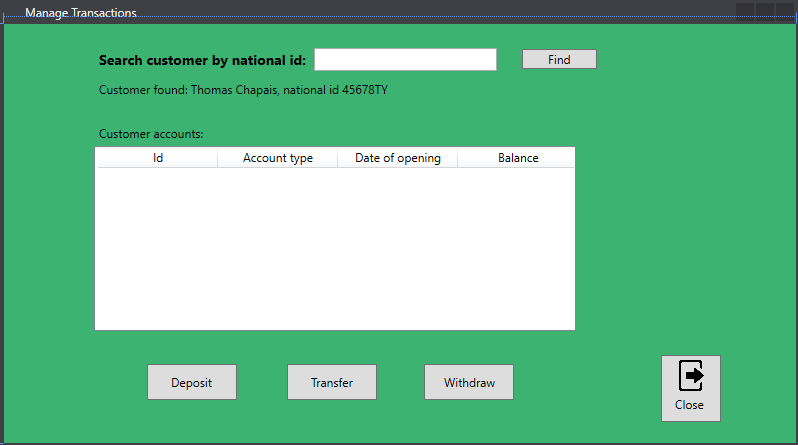 Manage Transactions
Search customer by national id: Find
Customer found: Thomas Chapais, national id 45678TY
Customer accounts:
Id Account type Date of opening Balance
Deposit Transfer Withdraw
Close